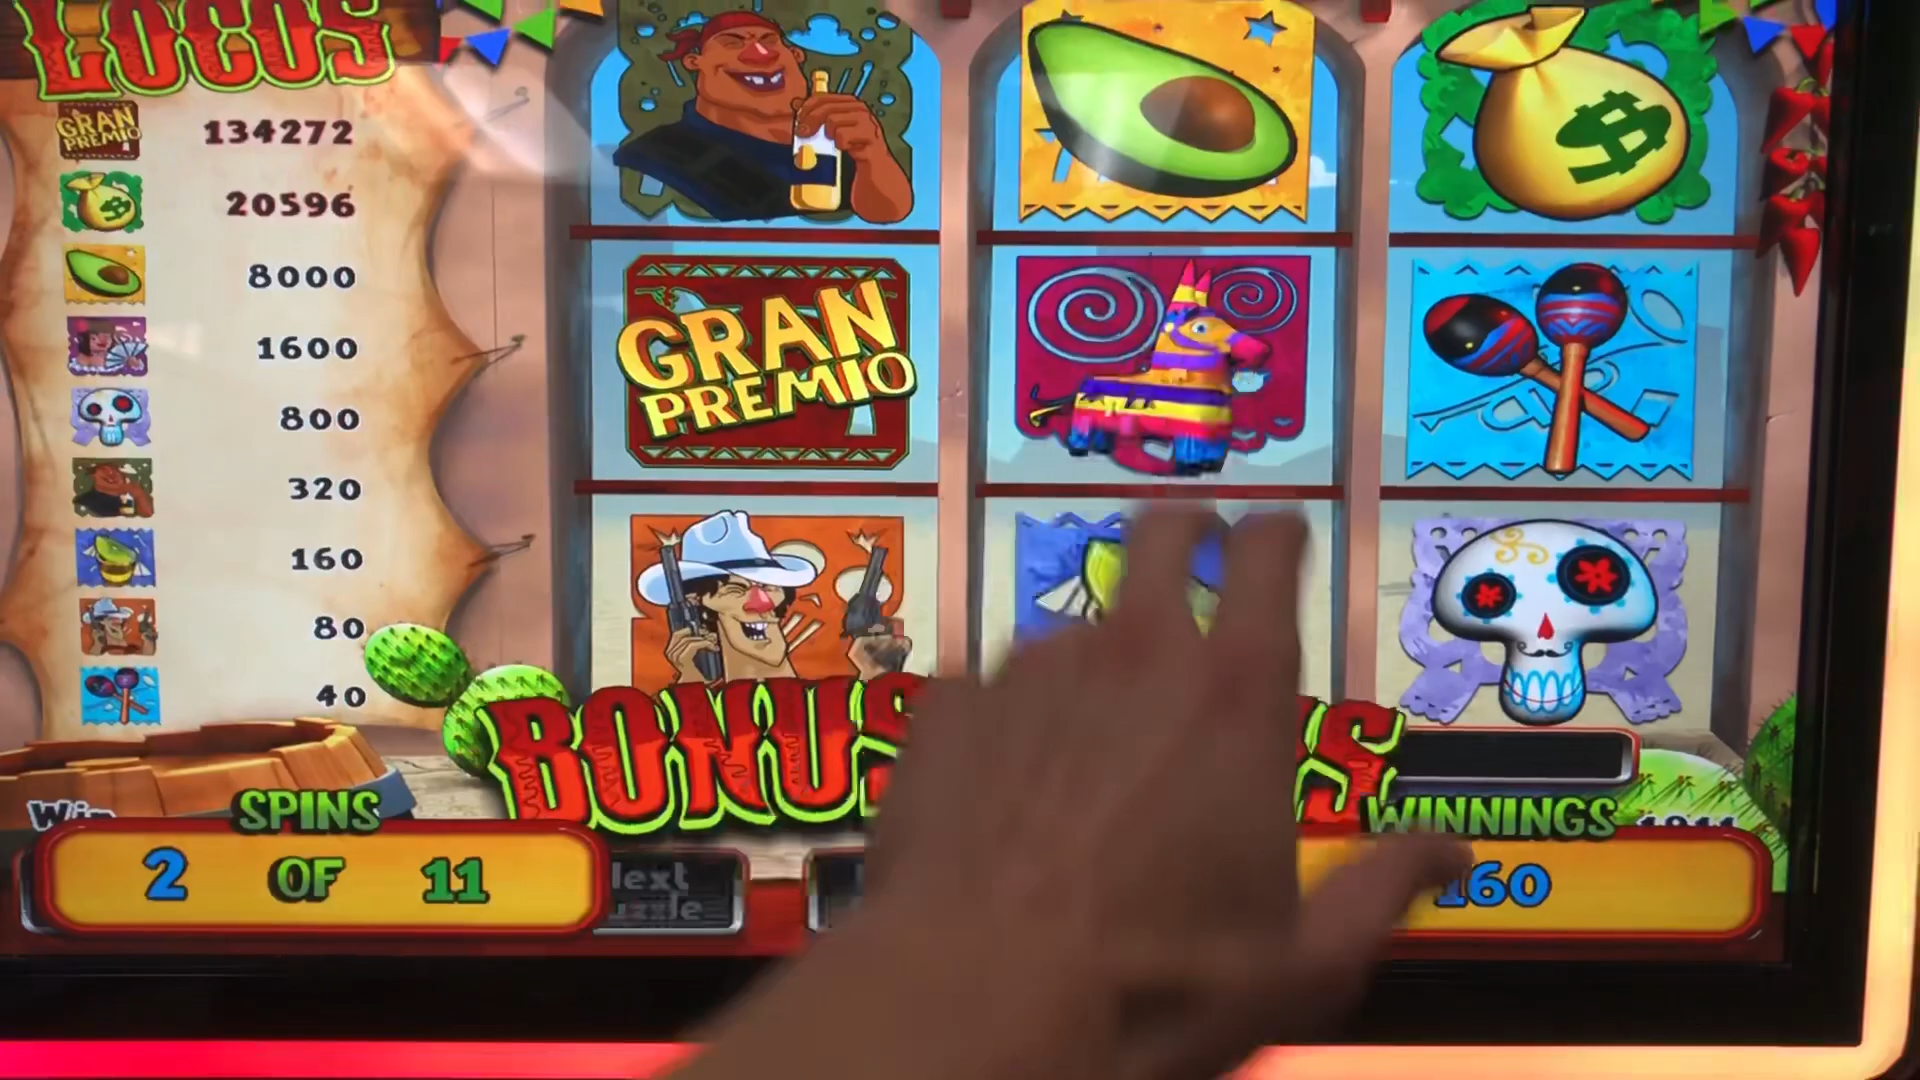 LOCOS
GRAN
PREMIO
134272
20596
8000
1600
800
320
160
80
40
GRAN
PREMIO
BONUS
SPINS
2 OF 11
WINNINGS
160